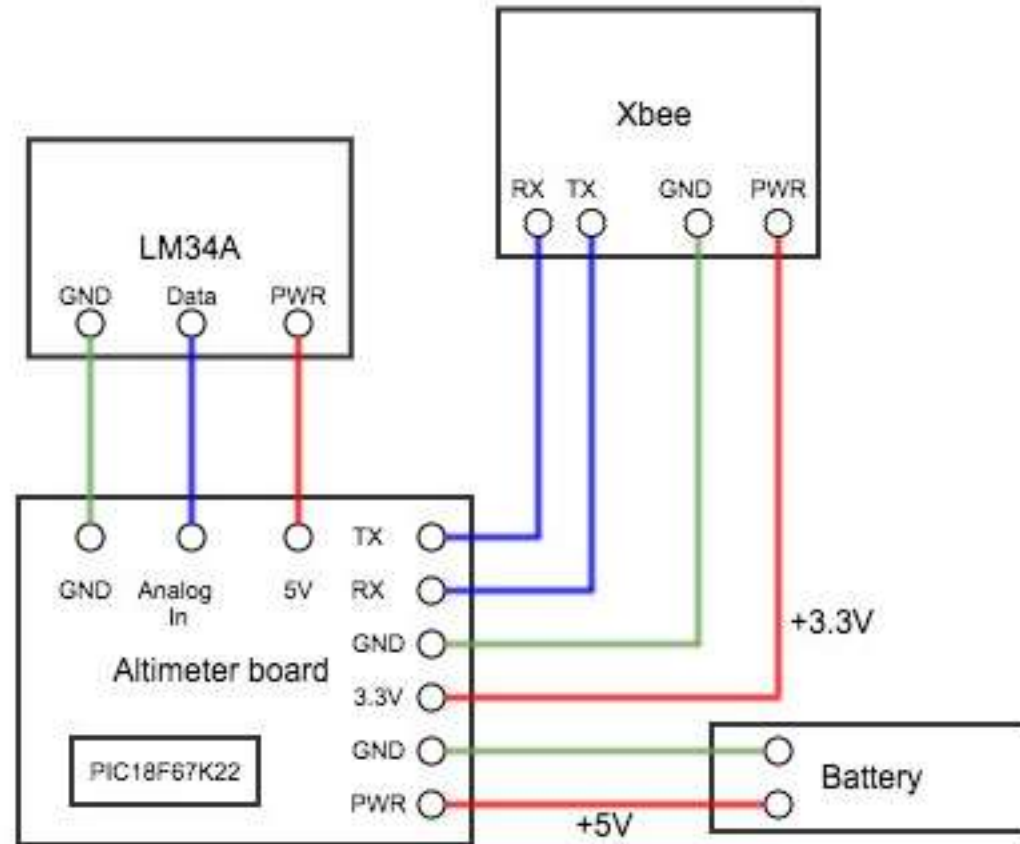 Xbee
RX TX GND PWR
LM34A
GND Data PWR
TX
GND Analog In 5V
RX
+3.3V
GND
Altimeter board
3.3V
GND
PIC18F67K22
Battery
PWR
+5V